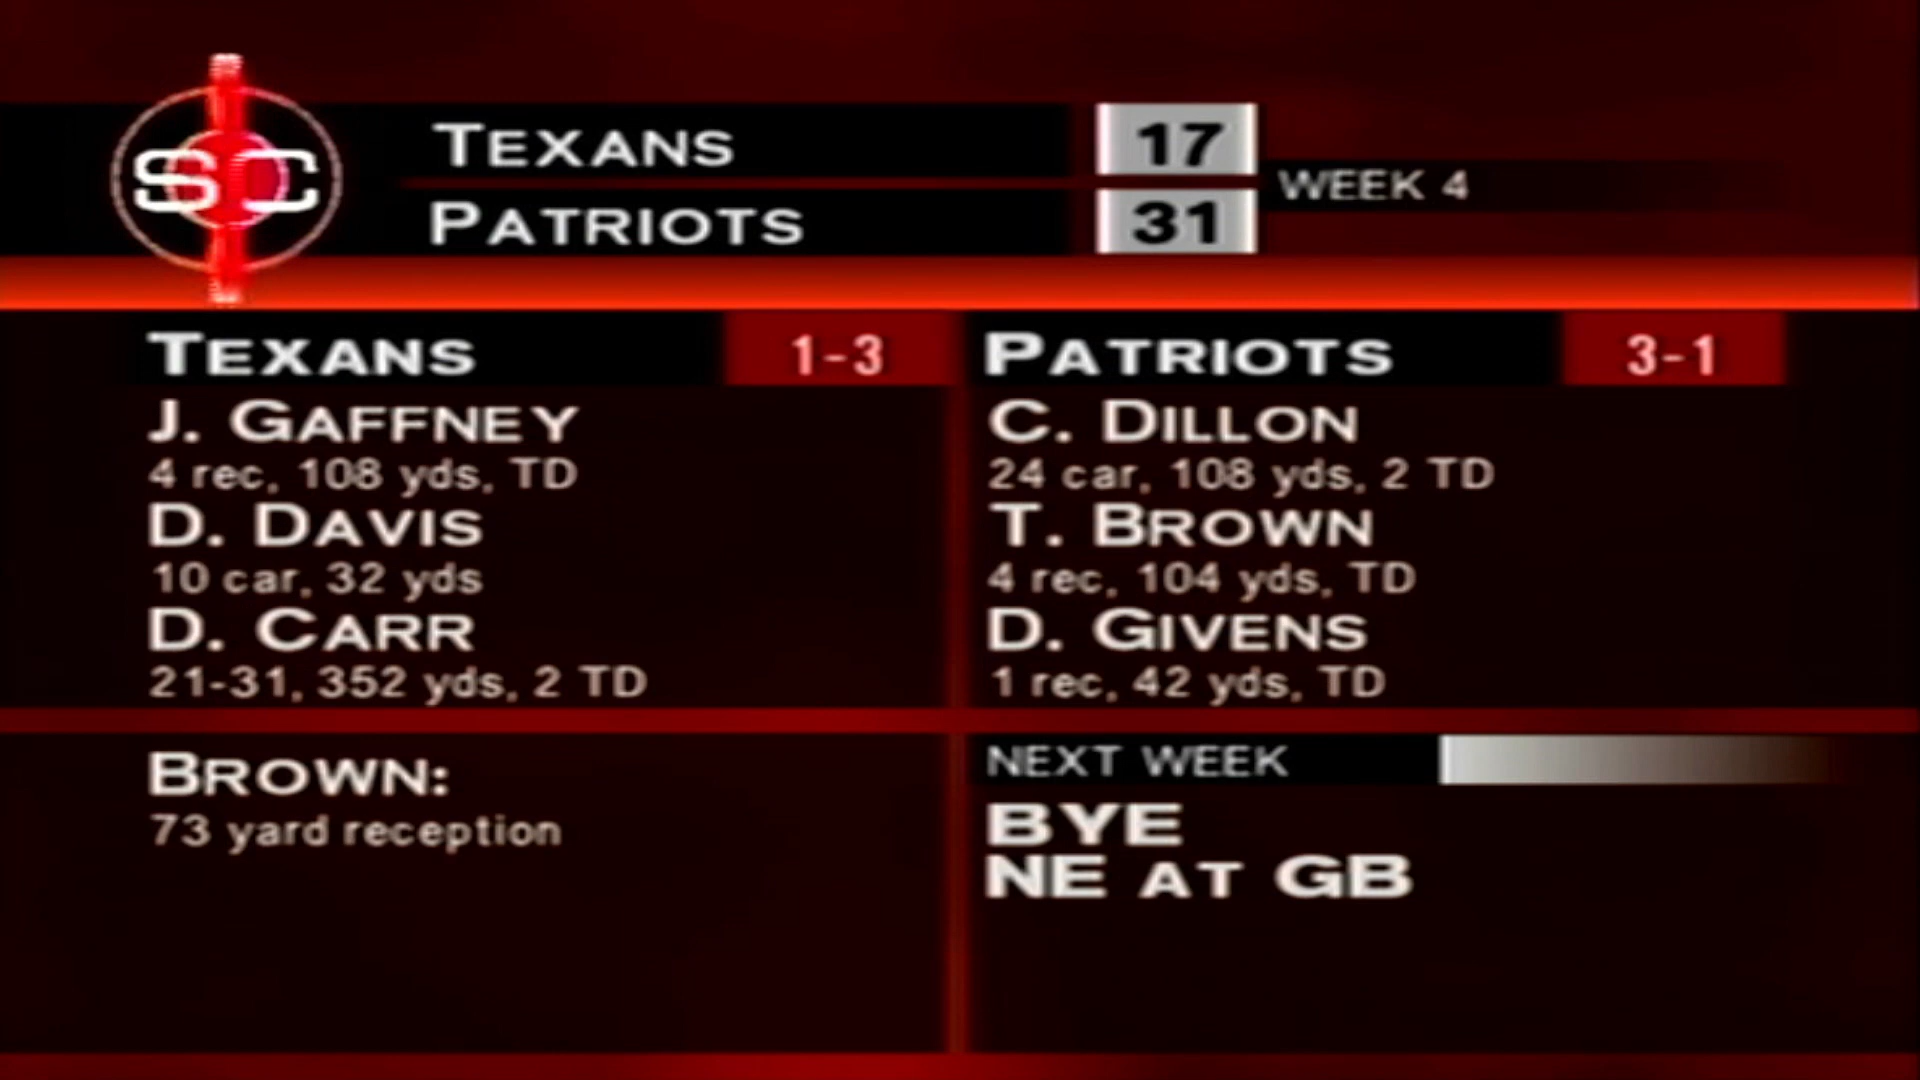 SC
TEXANS 17
WEEK 4
PATRIOTS 31
TEXANS 1-3
J. GAFFNEY
4 rec, 108 yds, TD
D. DAVIS
10 car, 32 yds
D. CARR
21-31, 352 yds, 2 TD
PATRIOTS 3-1
C. DILLON
24 car, 108 yds, 2 TD
T. BROWN
4 rec, 104 yds, TD
D. GIVENS
1 rec, 42 yds, TD
BROWN:
73 yard reception
NEXT WEEK
BYE
NE AT GB